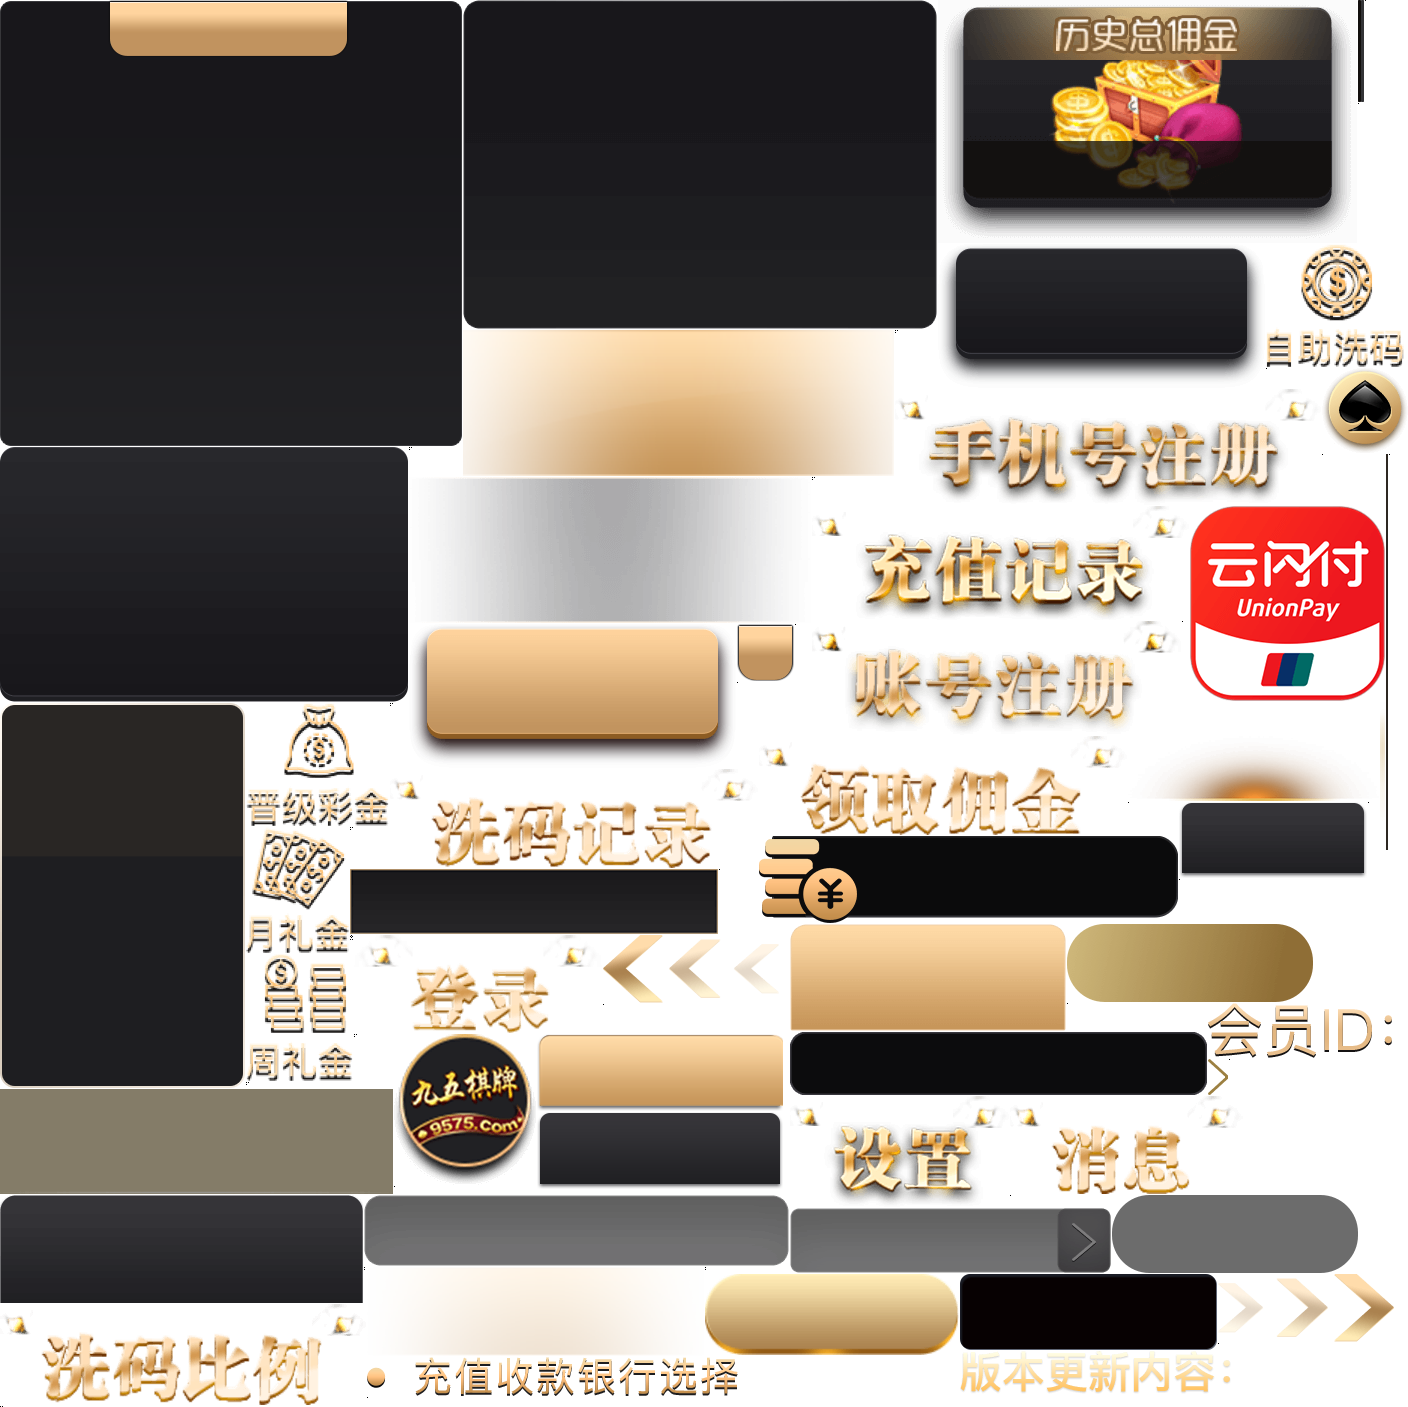 历史总佣金
自助洗码
手机号注册
充值记录
云闪付
UnionPay
账号注册
领取佣金
晋级彩金
洗码记录
月礼金
登录
周礼金
会员ID：
九五棋牌
9575.com
设置
消息
洗码比例
充值收款银行选择
版本更新内容：